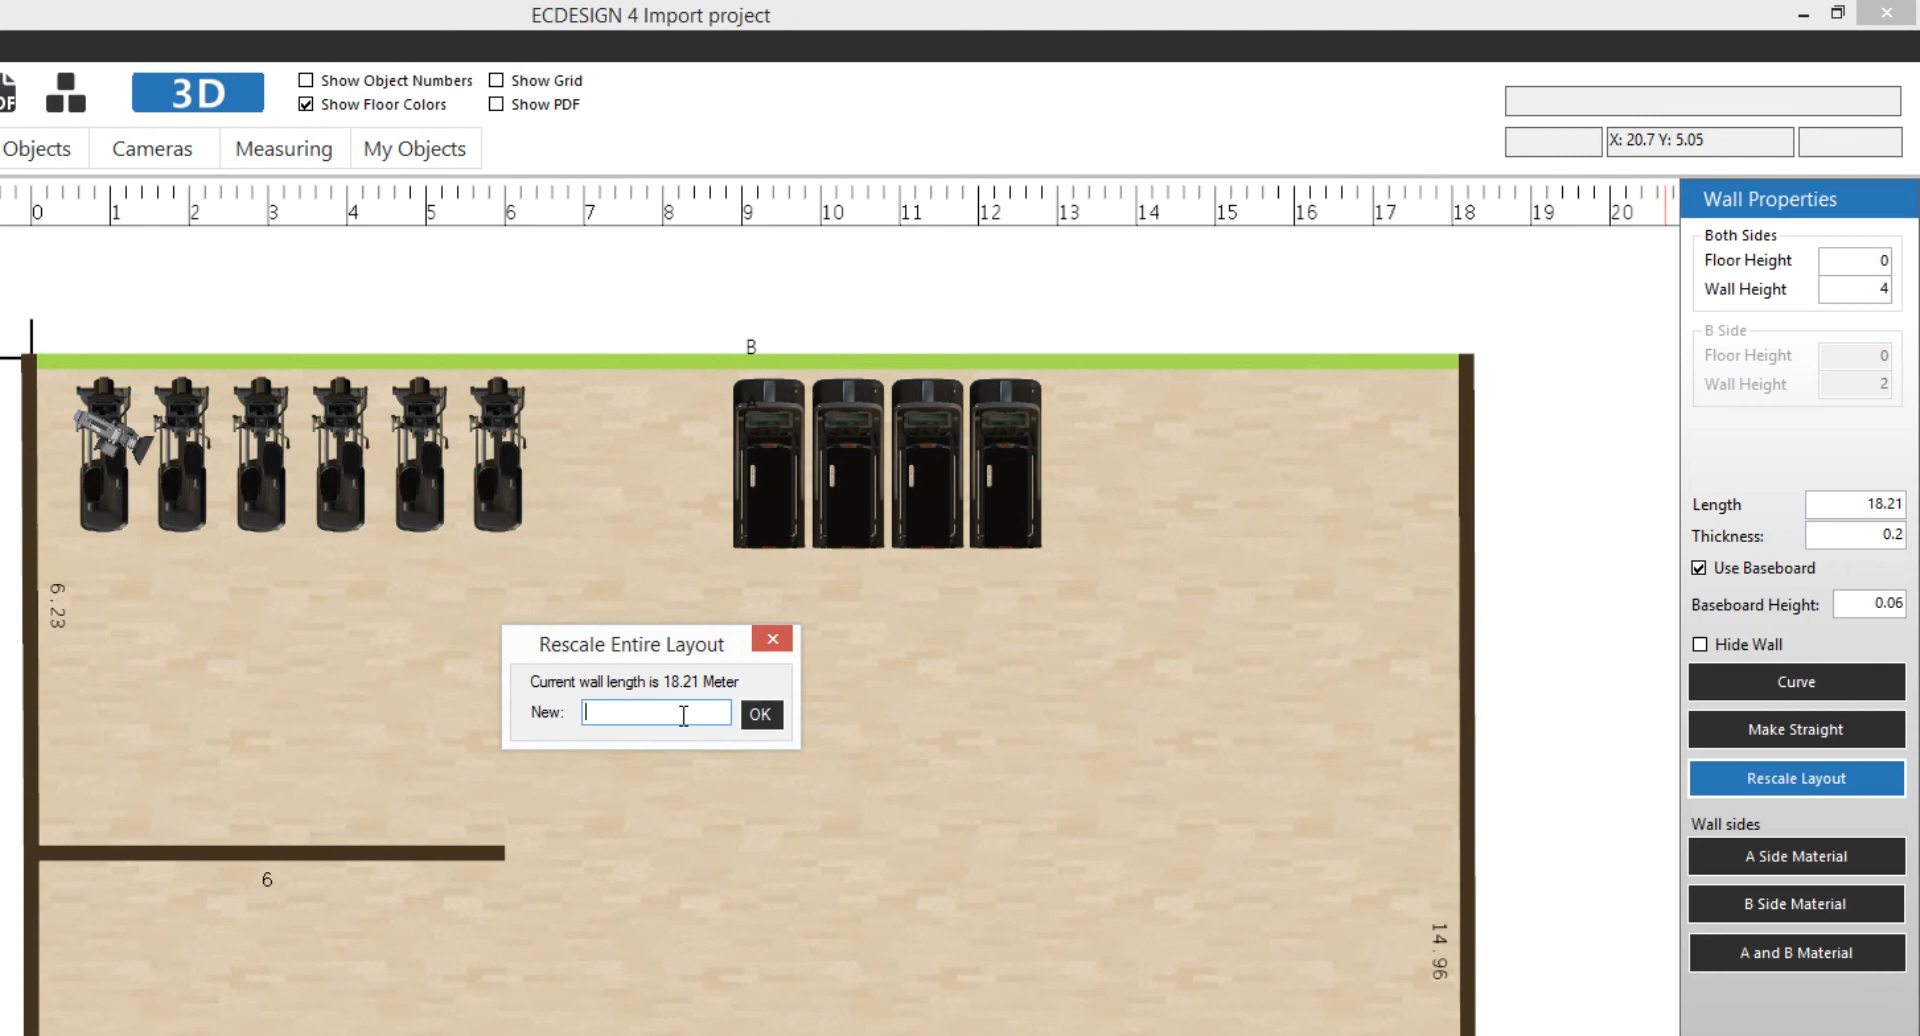 ECDESIGN 4 Import project
DF
3D
Show Object Numbers
Show Grid
Show Floor Colors
Show PDF
Objects
Cameras
Measuring
My Objects
X: 20.7 Y: 5.05
0 1 2 3 4 5 6 7 8 9 10 11 12 13 14 15 16 17 18 19 20
Wall Properties
Both Sides
Floor Height 0
Wall Height 4
B Side
Floor Height 0
Wall Height 2
Length 18.21
Thickness: 0.2
Use Baseboard
Baseboard Height: 0.06
Hide Wall
Curve
Make Straight
Rescale Layout
Wall sides
A Side Material
B Side Material
A and B Material
B
A
6.23
Rescale Entire Layout
Current wall length is 18.21 Meter
New:
OK
6
14.96